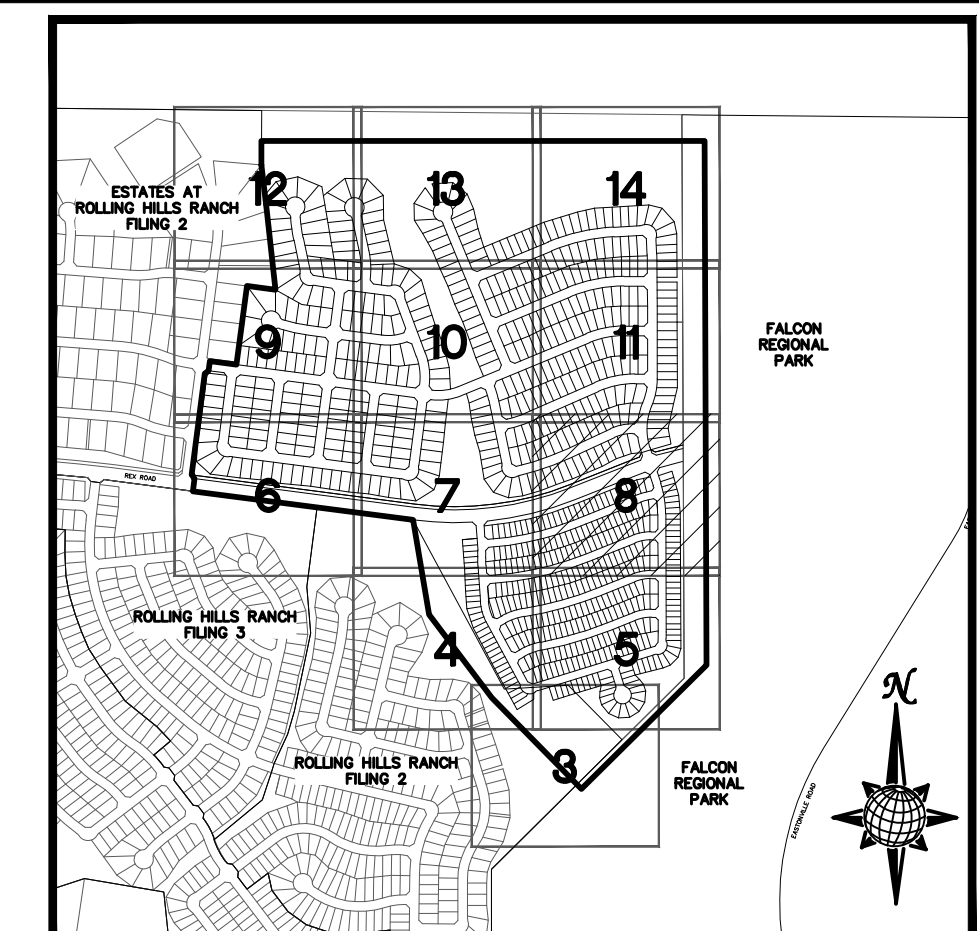 12
13
14
ESTATES AT
ROLLING HILLS RANCH
FILING 2
9
10
11
FALCON
REGIONAL
PARK
REX ROAD
6
7
8
ROLLING HILLS RANCH
FILING 3
4
5
N
ROLLING HILLS RANCH
FILING 2
3
FALCON
REGIONAL
PARK
EASTONVILLE ROAD